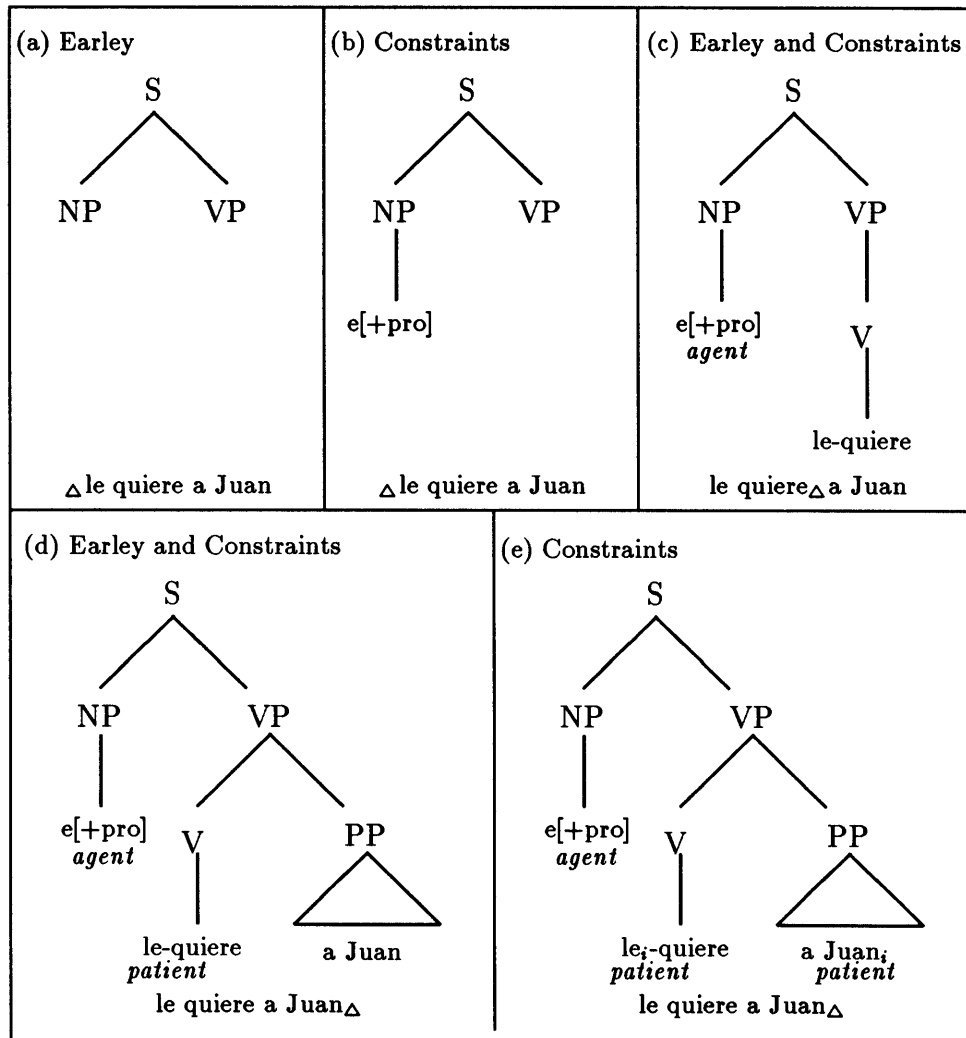 (a) Earley
S
NP VP
△le quiere a Juan
(b) Constraints
S
NP VP
e[+pro]
△le quiere a Juan
(c) Earley and Constraints
S
NP VP
e[+pro]
agent
V
le-quiere
le quiere△a Juan
(d) Earley and Constraints
S
NP VP
e[+pro]
agent
V PP
le-quiere
patient
a Juan
le quiere a Juan△
(e) Constraints
S
NP VP
e[+pro]
agent
V PP
leᵢ-quiere
patient
a Juanᵢ
patient
le quiere a Juan△